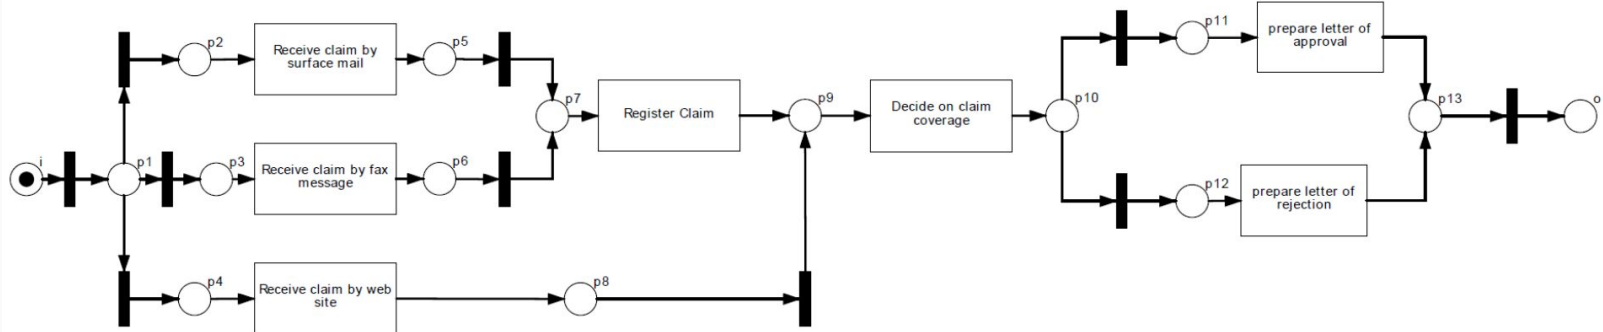 i
p1
p2
Receive claim by
surface mail
p5
p3
Receive claim by fax
message
p6
p4
Receive claim by web
site
p8
p7
Register Claim
p9
Decide on claim
coverage
p10
p11
prepare letter of
approval
p12
prepare letter of
rejection
p13
o